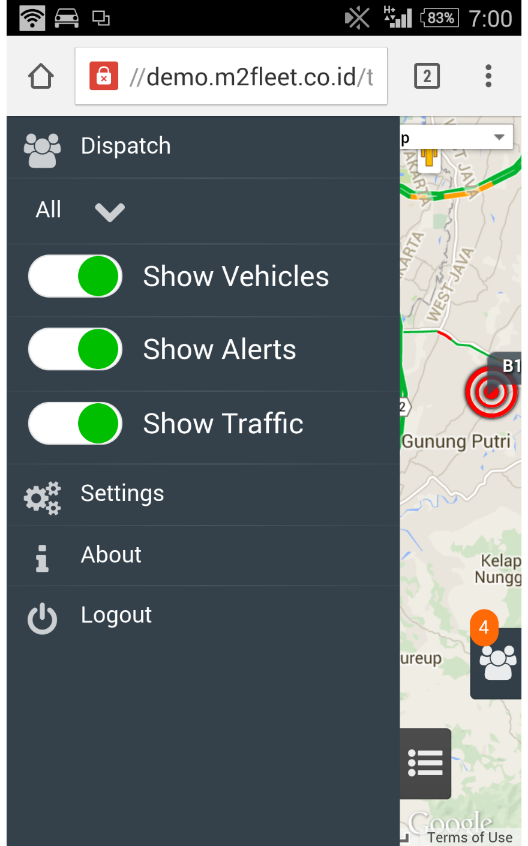 83% 7:00
//demo.m2fleet.co.id/t
2
Dispatch
All
Show Vehicles
Show Alerts
Show Traffic
Settings
About
Logout
p
WEST JAVA
WEST JAVA
B1
2
Gunung Putri
Kelap
Nungg
4
ureup
Google
Terms of Use